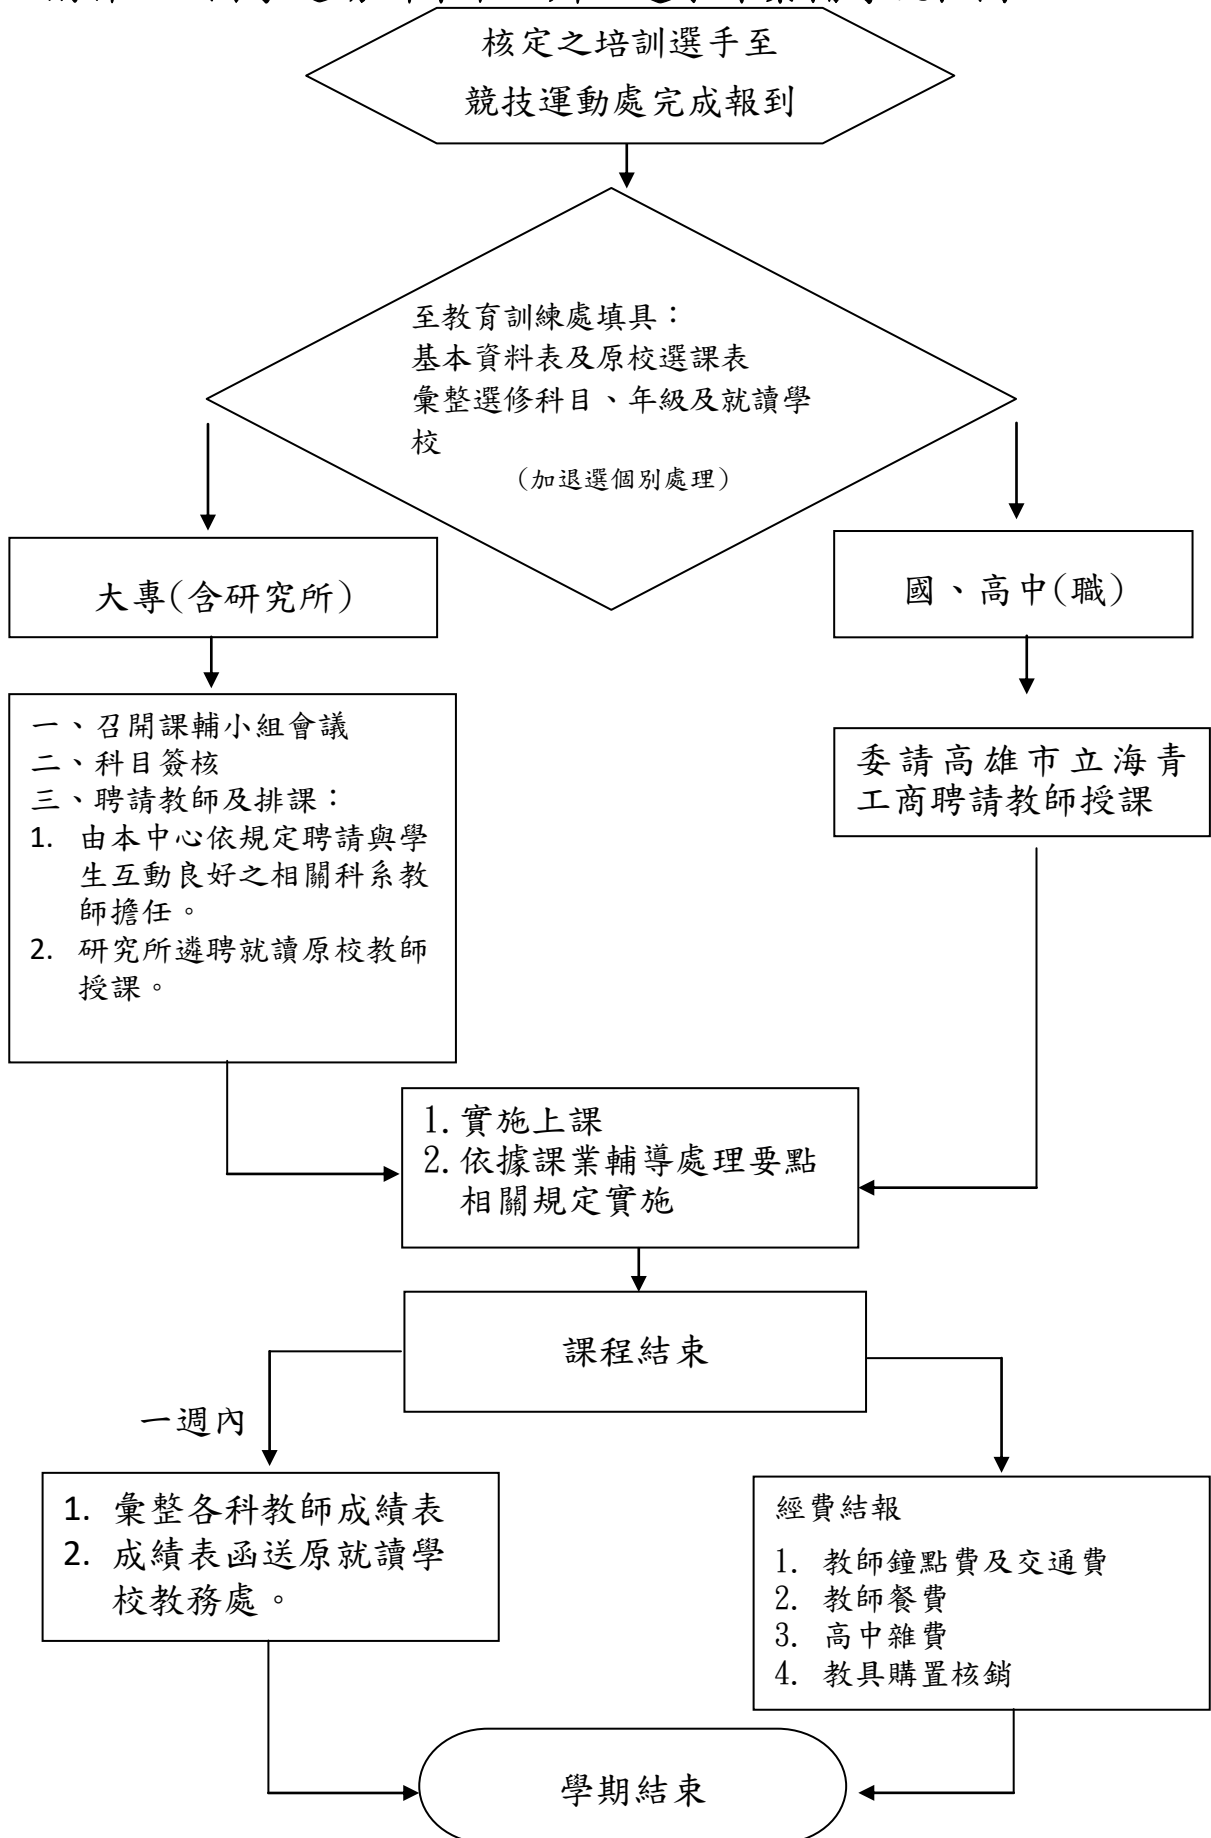 核定之培訓選手至
競技運動處完成報到
至教育訓練處填具：
基本資料表及原校選課表
彙整選修科目、年級及就讀學
校
(加退選個別處理)
大專(含研究所)
國、高中(職)
一、召開課輔小組會議
二、科目簽核
三、聘請教師及排課：
1. 由本中心依規定聘請與學
生互動良好之相關科系教
師擔任。
2. 研究所遴聘就讀原校教師
授課。
委請高雄市立海青
工商聘請教師授課
1. 實施上課
2. 依據課業輔導處理要點
相關規定實施
課程結束
一週內
1. 彙整各科教師成績表
2. 成績表函送原就讀學
校教務處。
經費結報
1. 教師鐘點費及交通費
2. 教師餐費
3. 高中雜費
4. 教具購置核銷
學期結束